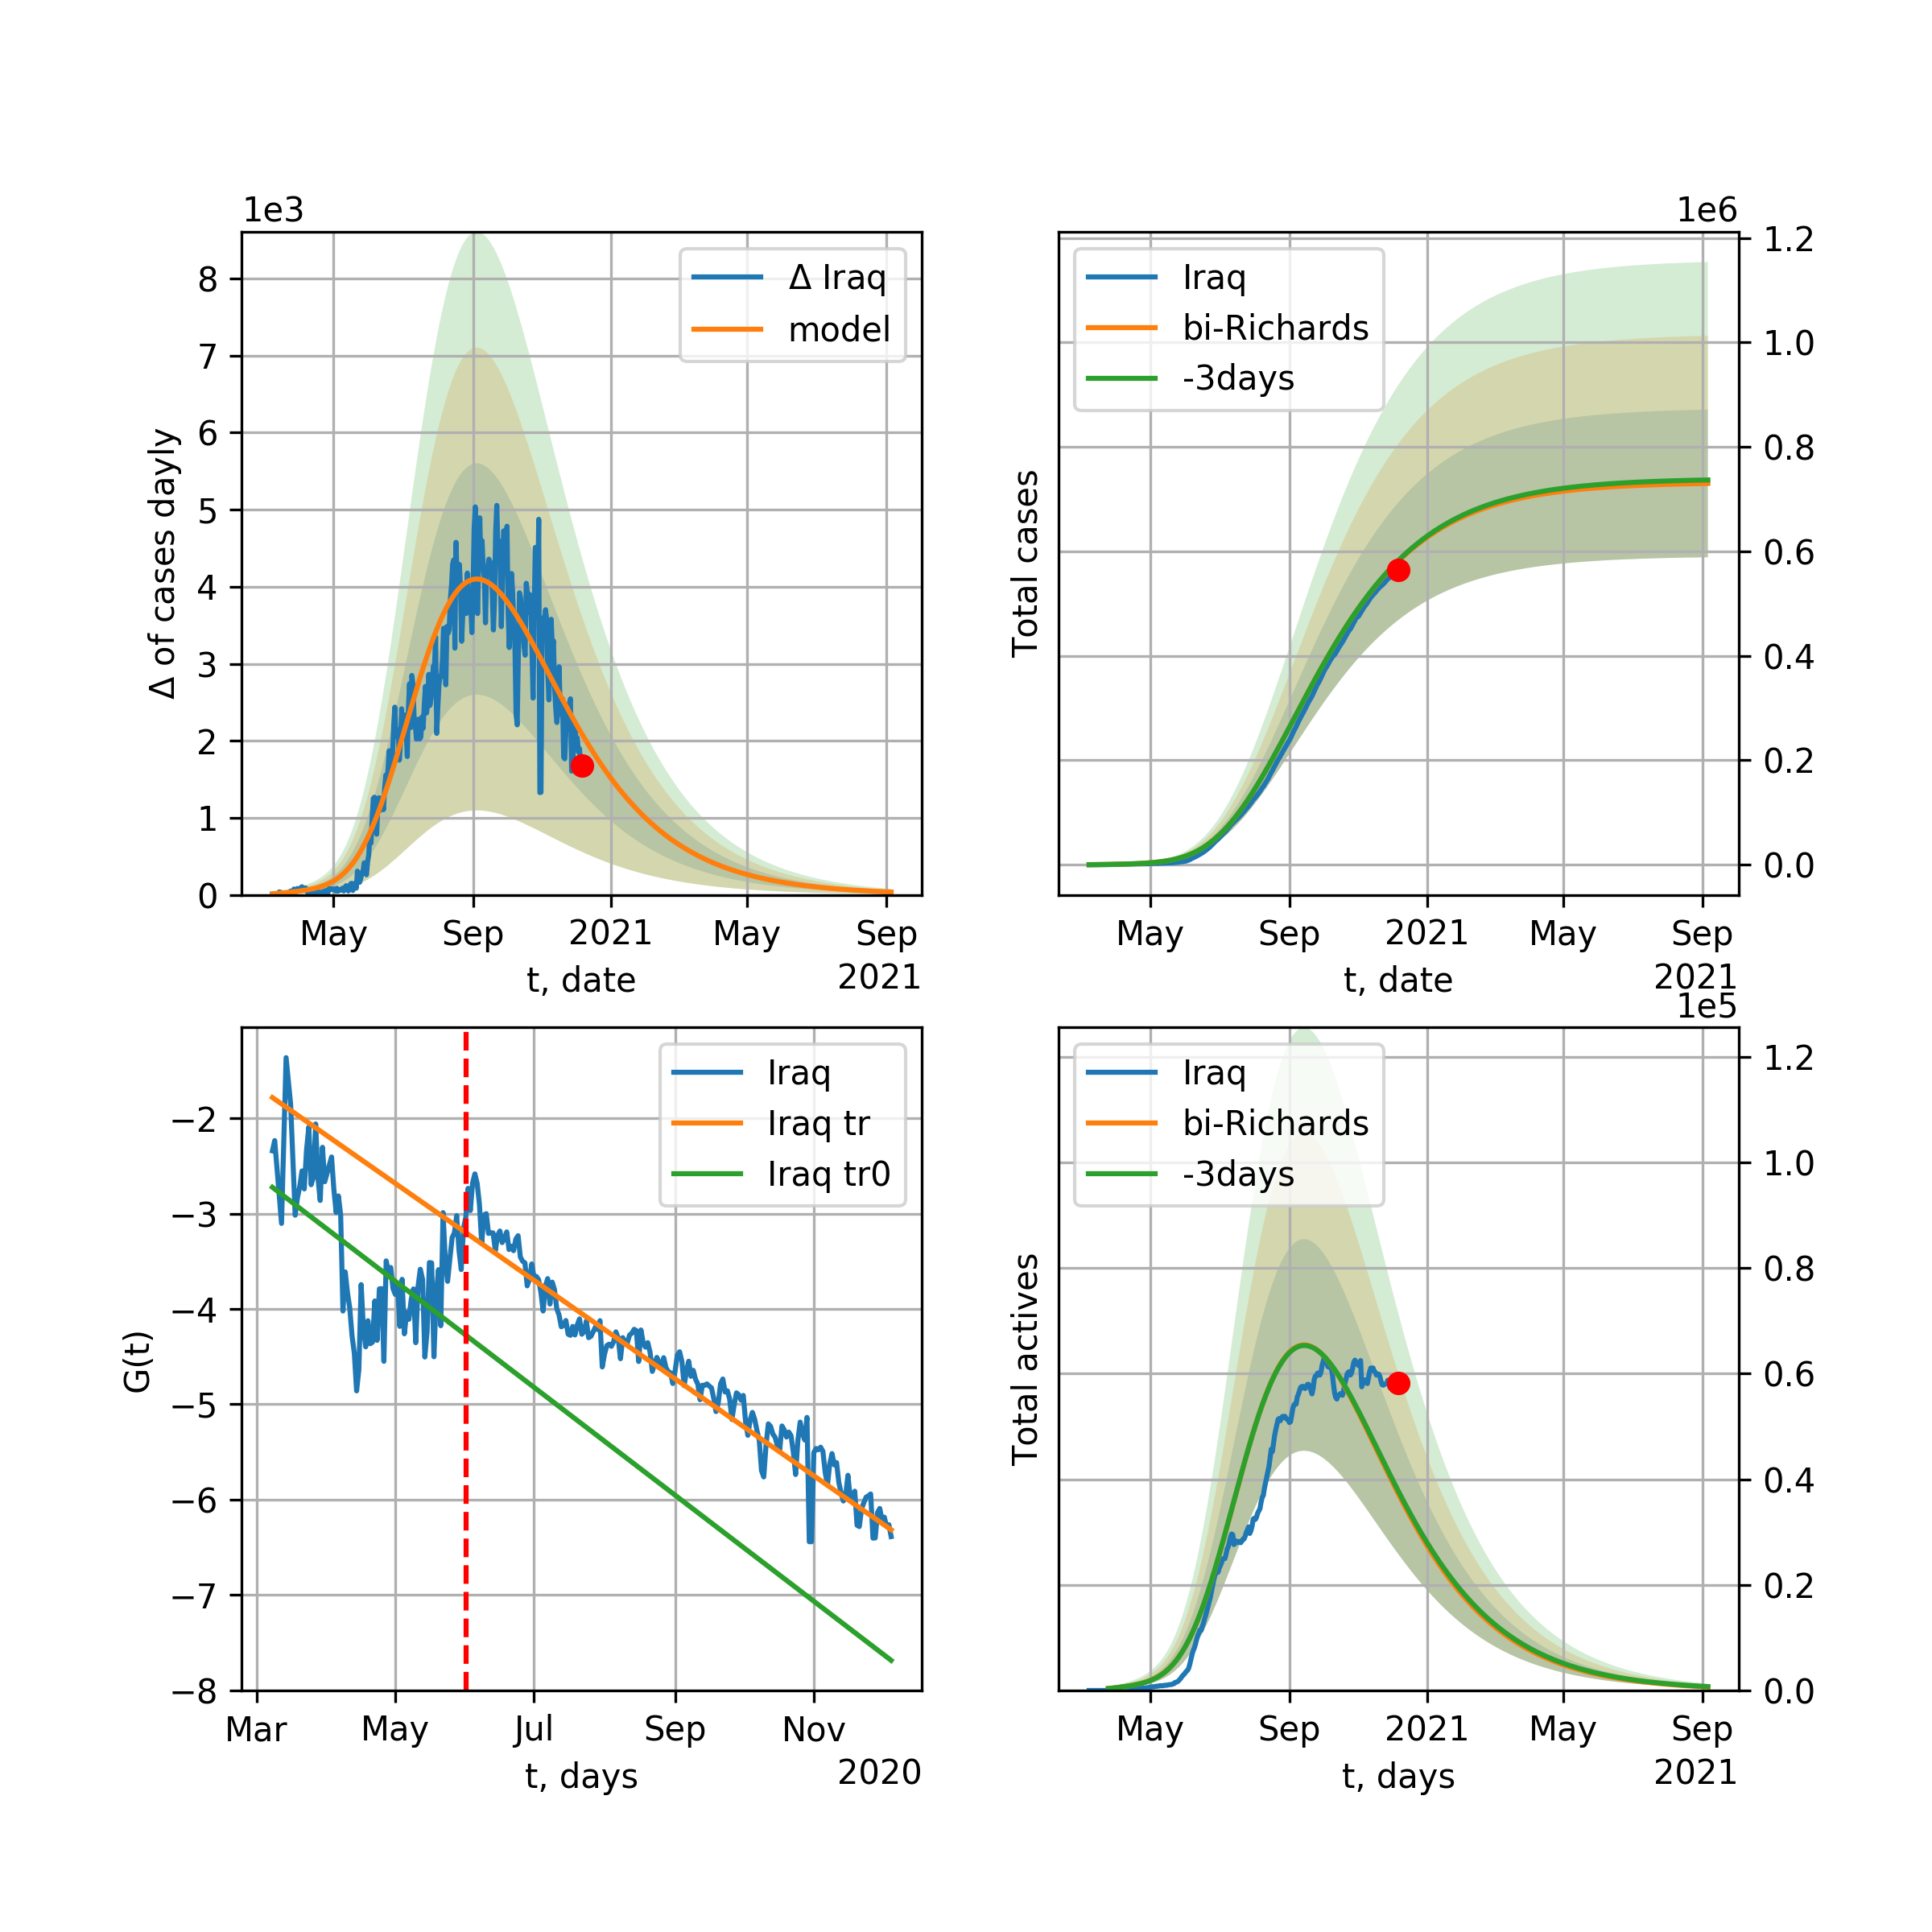 1e3
Δ of cases dayly
8
7
6
5
4
3
2
1
0
Δ Iraq
model
May Sep 2021 May Sep
t, date
2021
1e6
Total cases
Iraq
bi-Richards
-3days
1.2
1.0
0.8
0.6
0.4
0.2
0.0
May Sep 2021 May Sep
t, date
2021
G(t)
−2
−3
−4
−5
−6
−7
−8
Iraq
Iraq tr
Iraq tr0
Mar May Jul Sep Nov
t, days
2020
1e5
Total actives
Iraq
bi-Richards
-3days
1.2
1.0
0.8
0.6
0.4
0.2
0.0
May Sep 2021 May Sep
t, days
2021